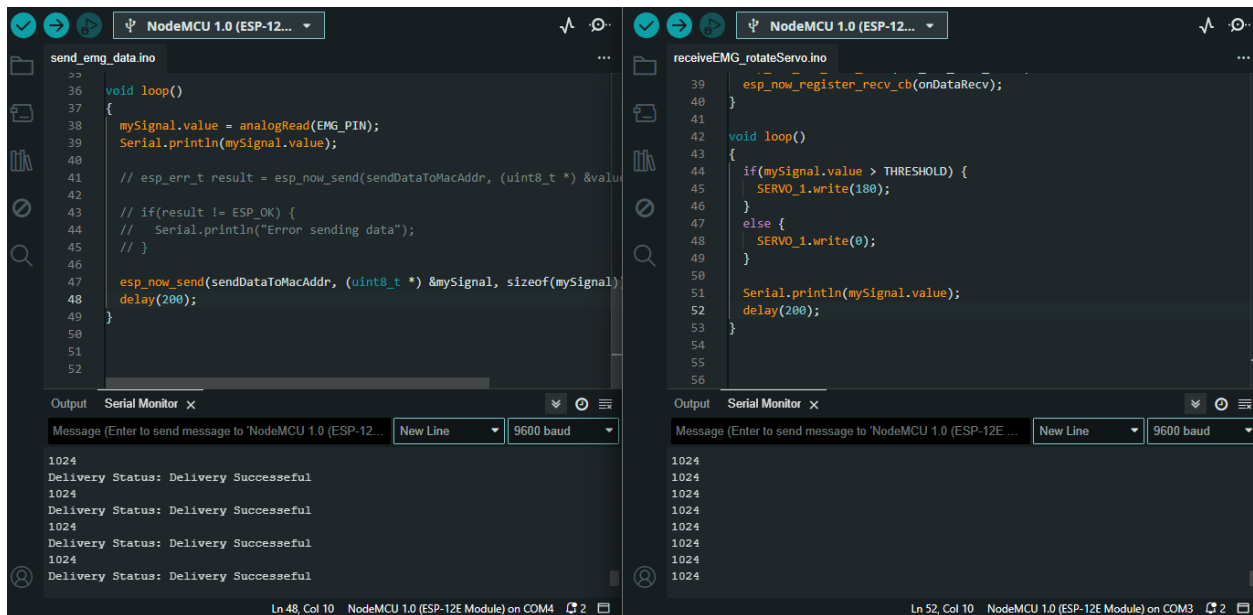 NodeMCU 1.0 (ESP-12...
send_emg_data.ino
36 void loop()
37 {
38 mySignal.value = analogRead(EMG_PIN);
39 Serial.println(mySignal.value);
40
41 // esp_err_t result = esp_now_send(sendDataToMacAddr, (uint8_t *) &valu
42
43 // if(result != ESP_OK) {
44 // Serial.println("Error sending data");
45 // }
46
47 esp_now_send(sendDataToMacAddr, (uint8_t *) &mySignal, sizeof(mySignal)
48 delay(200);
49 }
50
51
52
Output Serial Monitor
Message (Enter to send message to 'NodeMCU 1.0 (ESP-12... New Line 9600 baud
1024
Delivery Status: Delivery Successeful
1024
Delivery Status: Delivery Successeful
1024
Delivery Status: Delivery Successeful
1024
Delivery Status: Delivery Successeful
Ln 48, Col 10 NodeMCU 1.0 (ESP-12E Module) on COM4 2
NodeMCU 1.0 (ESP-12...
receiveEMG_rotateServo.ino
39 esp_now_register_recv_cb(onDataRecv);
40 }
41
42 void loop()
43 {
44 if(mySignal.value > THRESHOLD) {
45 SERVO_1.write(180);
46 }
47 else {
48 SERVO_1.write(0);
49 }
50
51 Serial.println(mySignal.value);
52 delay(200);
53 }
54
55
56
Output Serial Monitor
Message (Enter to send message to 'NodeMCU 1.0 (ESP-12E ... New Line 9600 baud
1024
1024
1024
1024
1024
1024
1024
1024
Ln 52, Col 10 NodeMCU 1.0 (ESP-12E Module) on COM3 2